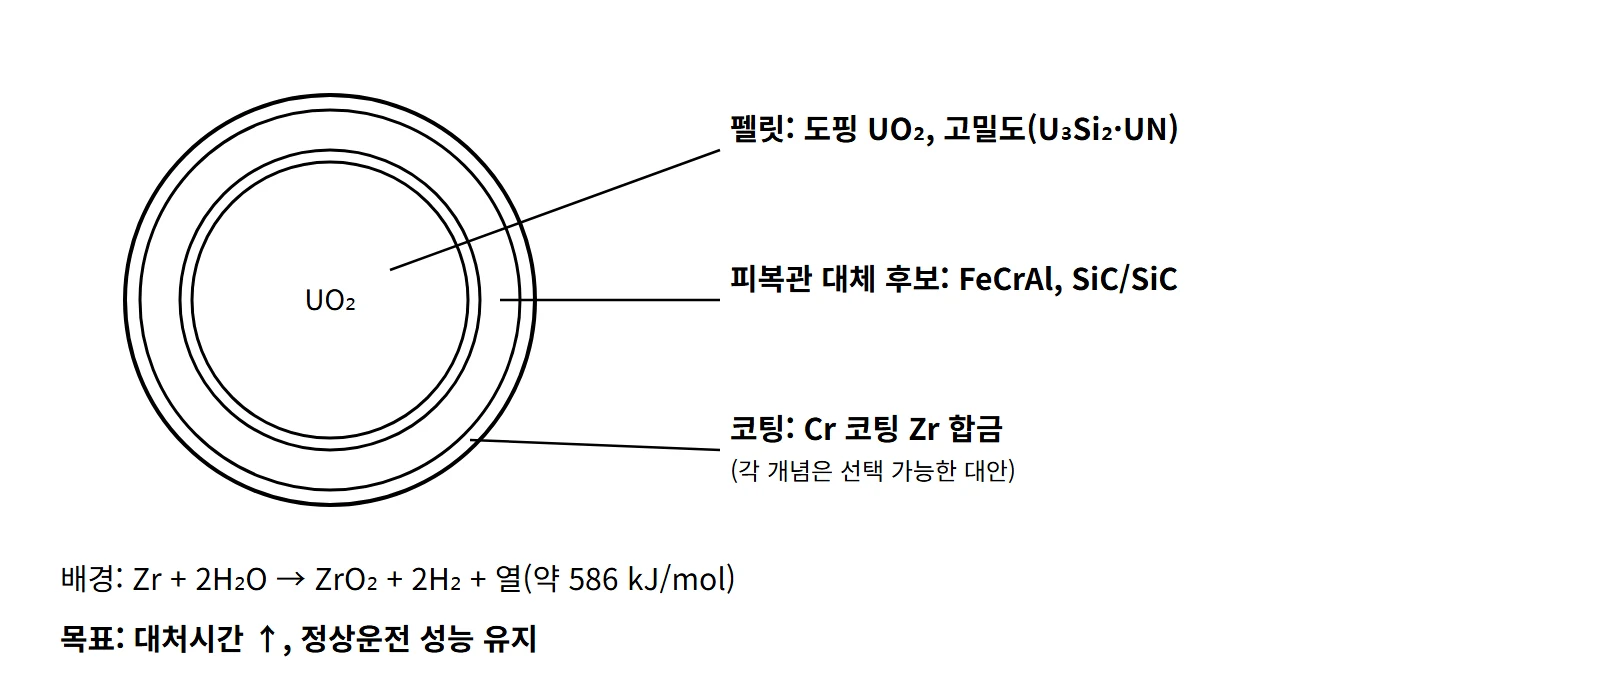 펠릿: 도핑 UO₂, 고밀도(U₃Si₂·UN)
피복관 대체 후보: FeCrAl, SiC/SiC
UO₂
코팅: Cr 코팅 Zr 합금
(각 개념은 선택 가능한 대안)
배경: Zr + 2H₂O → ZrO₂ + 2H₂ + 열(약 586 kJ/mol)
목표: 대처시간 ↑, 정상운전 성능 유지